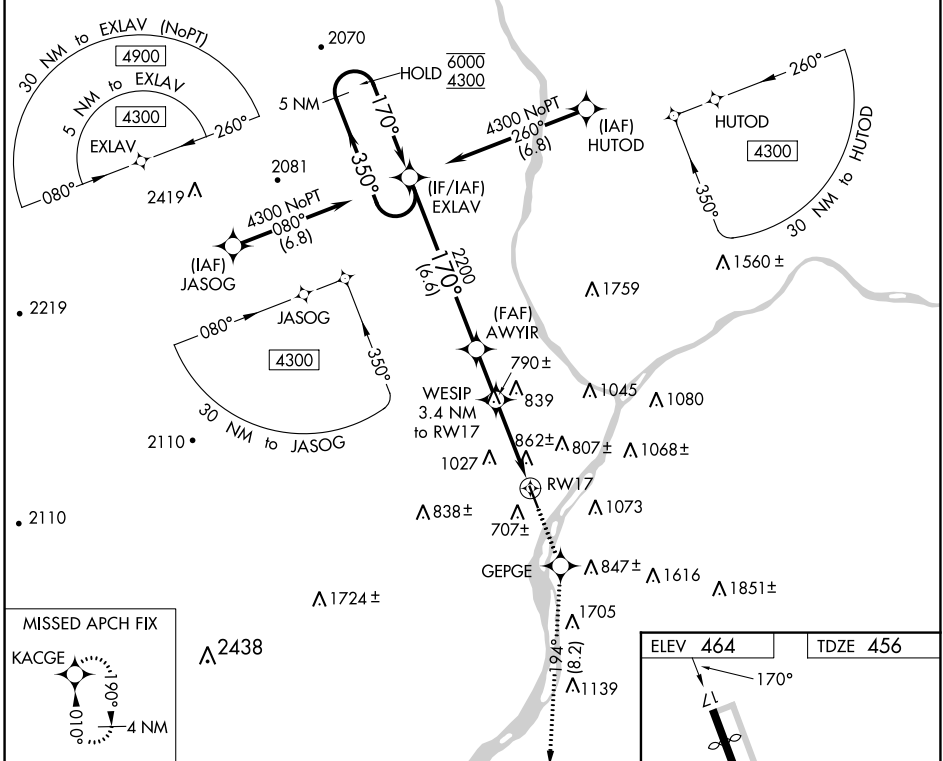 30 NM to EXLAV (NoPT)
4900
5 NM to EXLAV
4300
EXLAV
260°
080°
2070
HOLD 6000
4300
5 NM
170°
350°
4300 NoPT
260°
(6.8)
(IAF)
HUTOD
260°
HUTOD
4300
350°
30 NM to HUTOD
2419
2081
(IF/IAF)
EXLAV
4300 NoPT
080°
(6.8)
(IAF)
JASOG
2200
170°
(6.6)
1560 ±
1759
2219
080°
JASOG
4300
350°
30 NM to JASOG
(FAF)
AWYIR
790 ±
WESIP
3.4 NM
to RW17
839
1045
1080
2110
862±
807±
1068±
1027
RW17
2110
838±
707±
1073
GEPGE
847±
1616
1851±
1724 ±
1705
194°
(8.2)
1139
MISSED APCH FIX
KACGE
190°
010°
4 NM
2438
ELEV 464
TDZE 456
170°
17